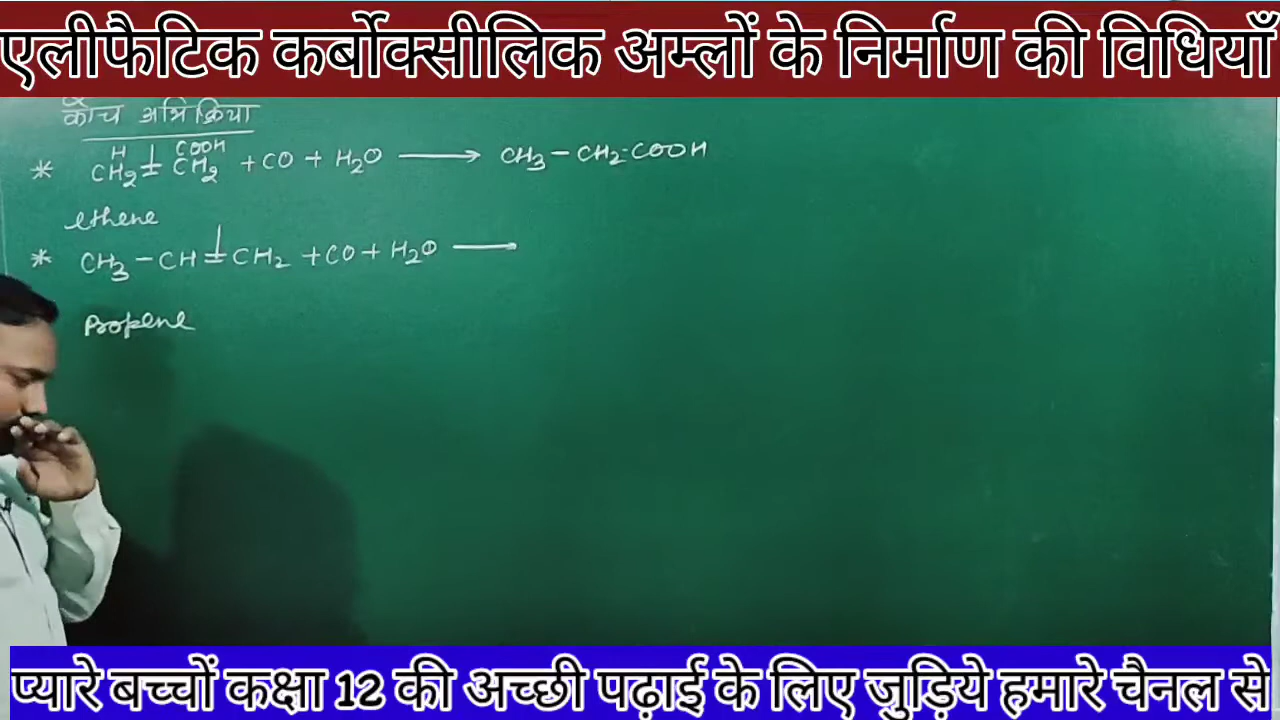 एलीफैटिक कर्बोक्सीलिक अम्लों के निर्माण की विधियाँ
कोच अभिक्रिया
H COOH
* CH₂ = CH₂ + CO + H₂O ⟶ CH₃ – CH₂-COOH
ethene
* CH₃ – CH = CH₂ + CO + H₂O ⟶
Propene
प्यारे बच्चों कक्षा 12 की अच्छी पढ़ाई के लिए जुड़िये हमारे चैनल से